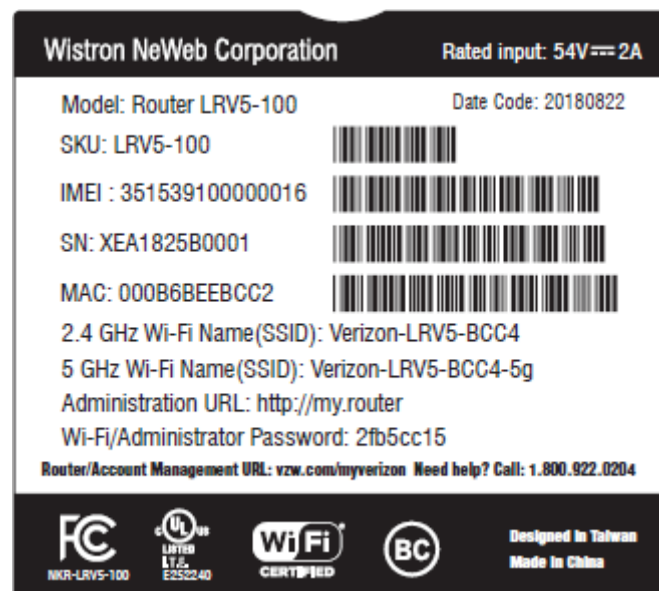 Wistron NeWeb Corporation Rated input: 54V⎓2A
Model: Router LRV5-100 Date Code: 20180822
SKU: LRV5-100
IMEI : 351539100000016
SN: XEA1825B0001
MAC: 000B6BEEBCC2
2.4 GHz Wi-Fi Name(SSID): Verizon-LRV5-BCC4
5 GHz Wi-Fi Name(SSID): Verizon-LRV5-BCC4-5g
Administration URL: http://my.router
Wi-Fi/Administrator Password: 2fb5cc15
Router/Account Management URL: vzw.com/myverizon Need help? Call: 1.800.922.0204
FC
NKR-LRV5-100
c UL us
LISTED
I.T.E.
E252240
Wi Fi
CERTIFIED
BC
Designed in Taiwan
Made in China